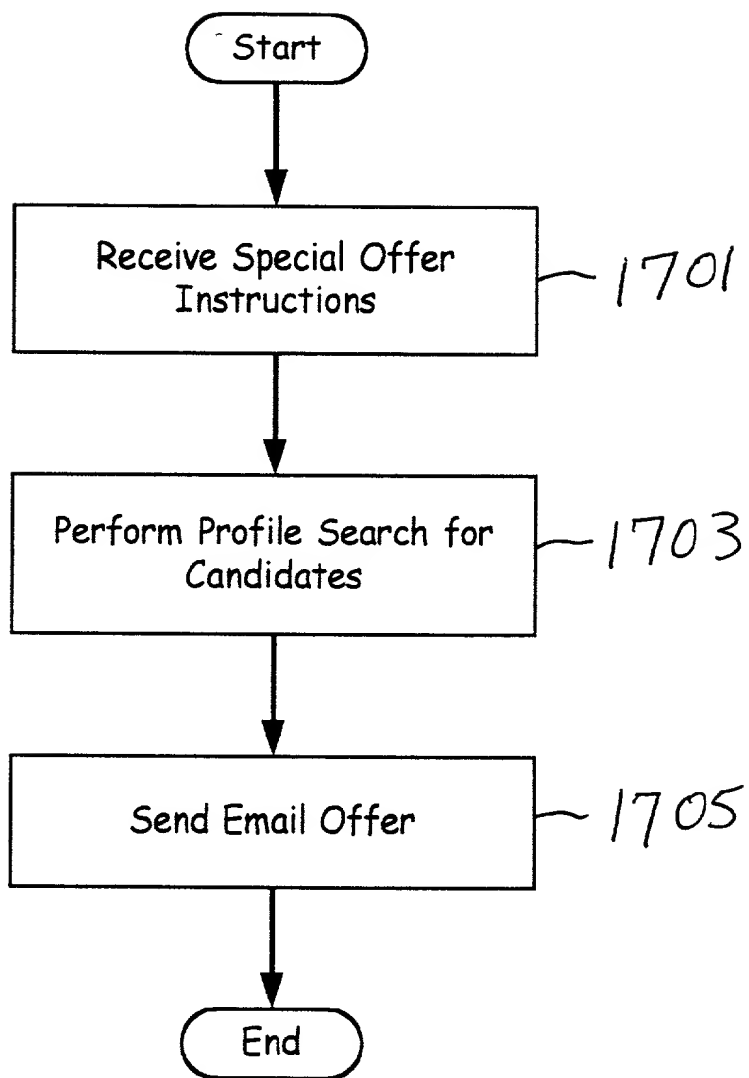 Start
Receive Special Offer
Instructions
1701
Perform Profile Search for
Candidates
1703
Send Email Offer
1705
End